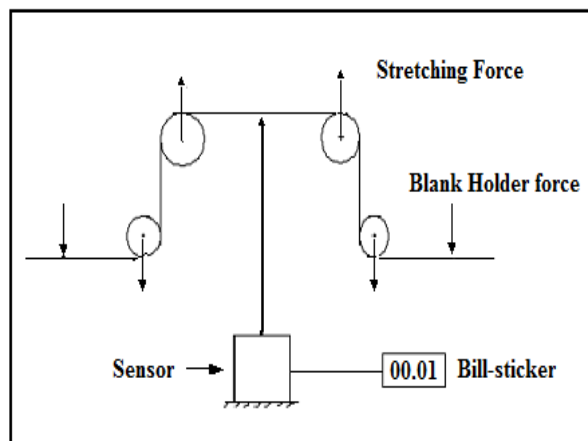 Stretching Force
Blank Holder force
Sensor
00.01 Bill-sticker